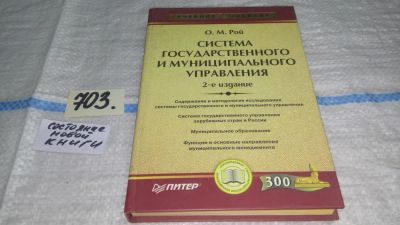 703.
состояние
новой
книги
О. М. Рой
СИСТЕМА
ГОСУДАРСТВЕННОГО
И МУНИЦИПАЛЬНОГО
УПРАВЛЕНИЯ
2-е издание
Содержание и методология исследования
системы государственного и муниципального управления
Система государственного управления
зарубежных стран и России
Муниципальное образование
Функции и основные направления
муниципального менеджмента
ПИТЕР
300